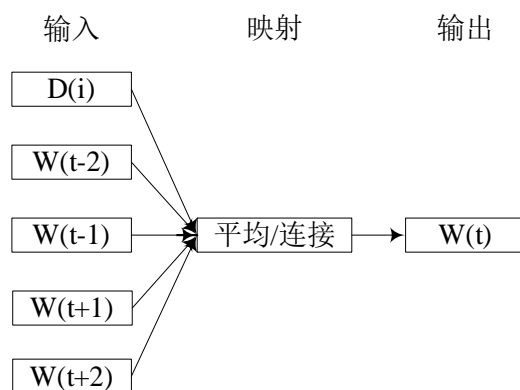 输入 映射 输出
D(i)
W(t-2)
W(t-1) 平均/连接 W(t)
W(t+1)
W(t+2)